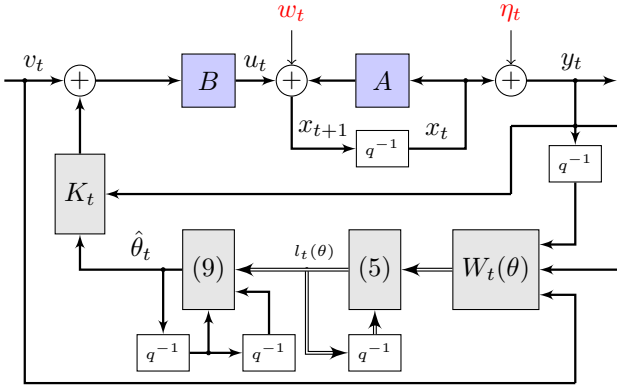 w_t η_t
v_t + B u_t + A + y_t
x_{t+1} q^{-1} x_t q^{-1}
K_t
θ̂_t (9) l_t(θ) (5) W_t(θ)
q^{-1} q^{-1} q^{-1}